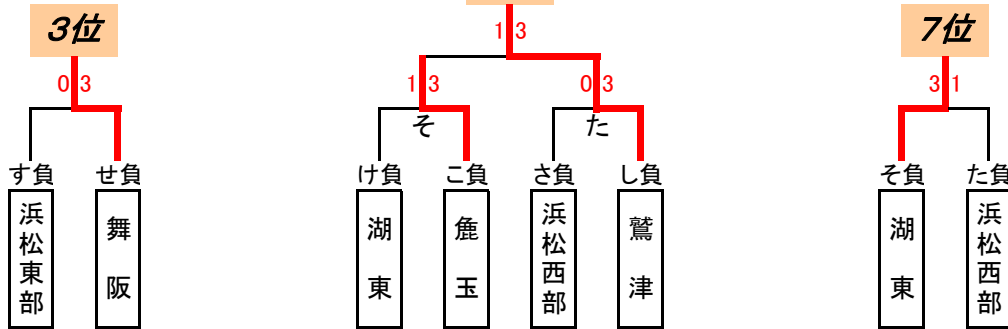 3位
0 3
す負 せ負
浜松東部
舞阪
1 3
1 3
0 3
そ
た
け負 こ負 さ負 し負
湖東
麁玉
浜松西部
鷲津
7位
3 1
そ負 た負
湖東
浜松西部